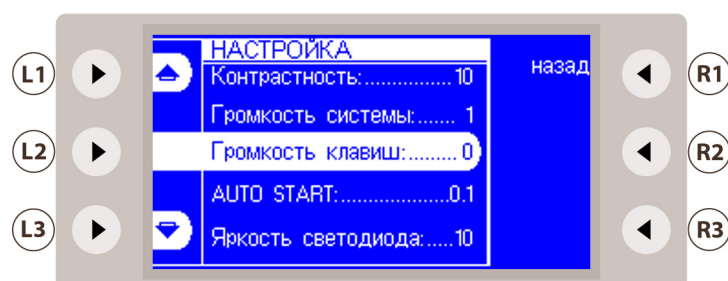 НАСТРОЙКА
L1 Контрастность:................10 назад R1
Громкость системы:....... 1
L2 Громкость клавиш:......... 0 R2
AUTO START:....................0.1
L3 Яркость светодиода:.....10 R3